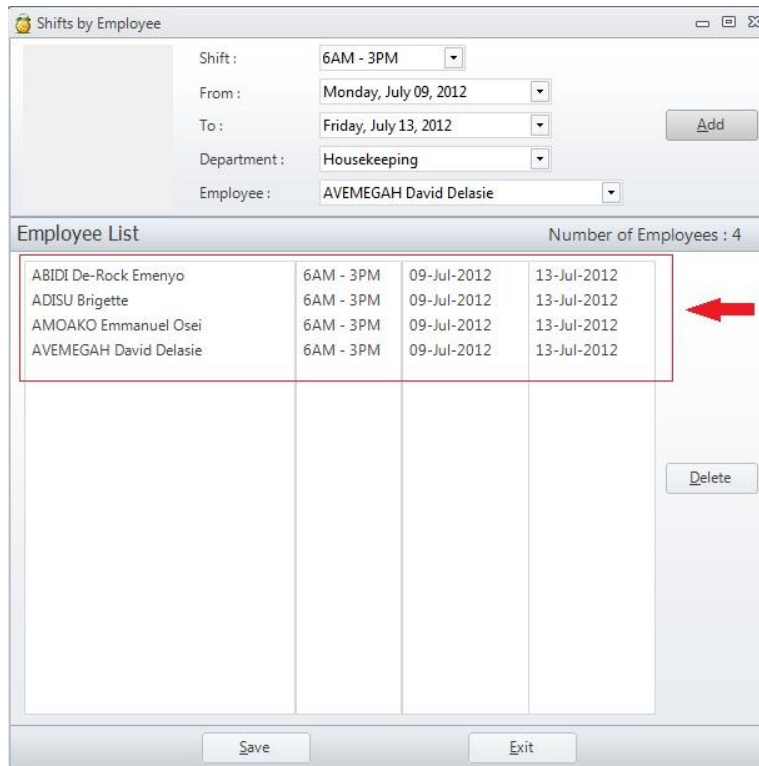 Shifts by Employee
Shift : 6AM - 3PM
From : Monday, July 09, 2012
To : Friday, July 13, 2012
Add
Department : Housekeeping
Employee : AVEMEGAH David Delasie
Employee List Number of Employees : 4
ABIDI De-Rock Emenyo 6AM - 3PM 09-Jul-2012 13-Jul-2012
ADISU Brigette 6AM - 3PM 09-Jul-2012 13-Jul-2012
AMOAKO Emmanuel Osei 6AM - 3PM 09-Jul-2012 13-Jul-2012
AVEMEGAH David Delasie 6AM - 3PM 09-Jul-2012 13-Jul-2012
Delete
Save Exit